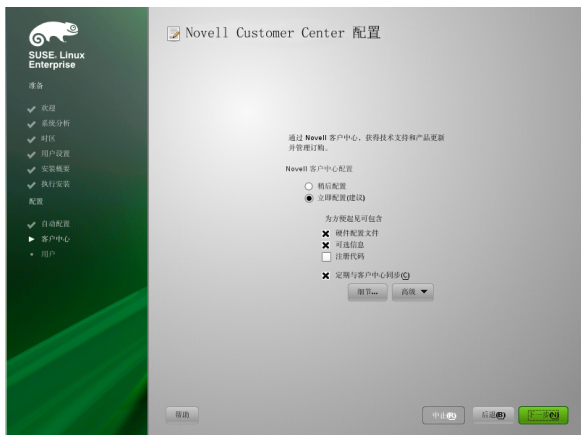 SUSE. Linux
Enterprise
准备
欢迎
系统分析
时区
用户设置
安装概要
执行安装
配置
自动配置
客户中心
用户
Novell Customer Center 配置
通过 Novell 客户中心，获得技术支持和产品更新
并管理订购。
Novell 客户中心配置
稍后配置
立即配置(建议)
为方便起见可包含
硬件配置文件
可选信息
注册代码
定期与客户中心同步(C)
细节...
高级
帮助
中止(R)
后退(B)
下一步(N)